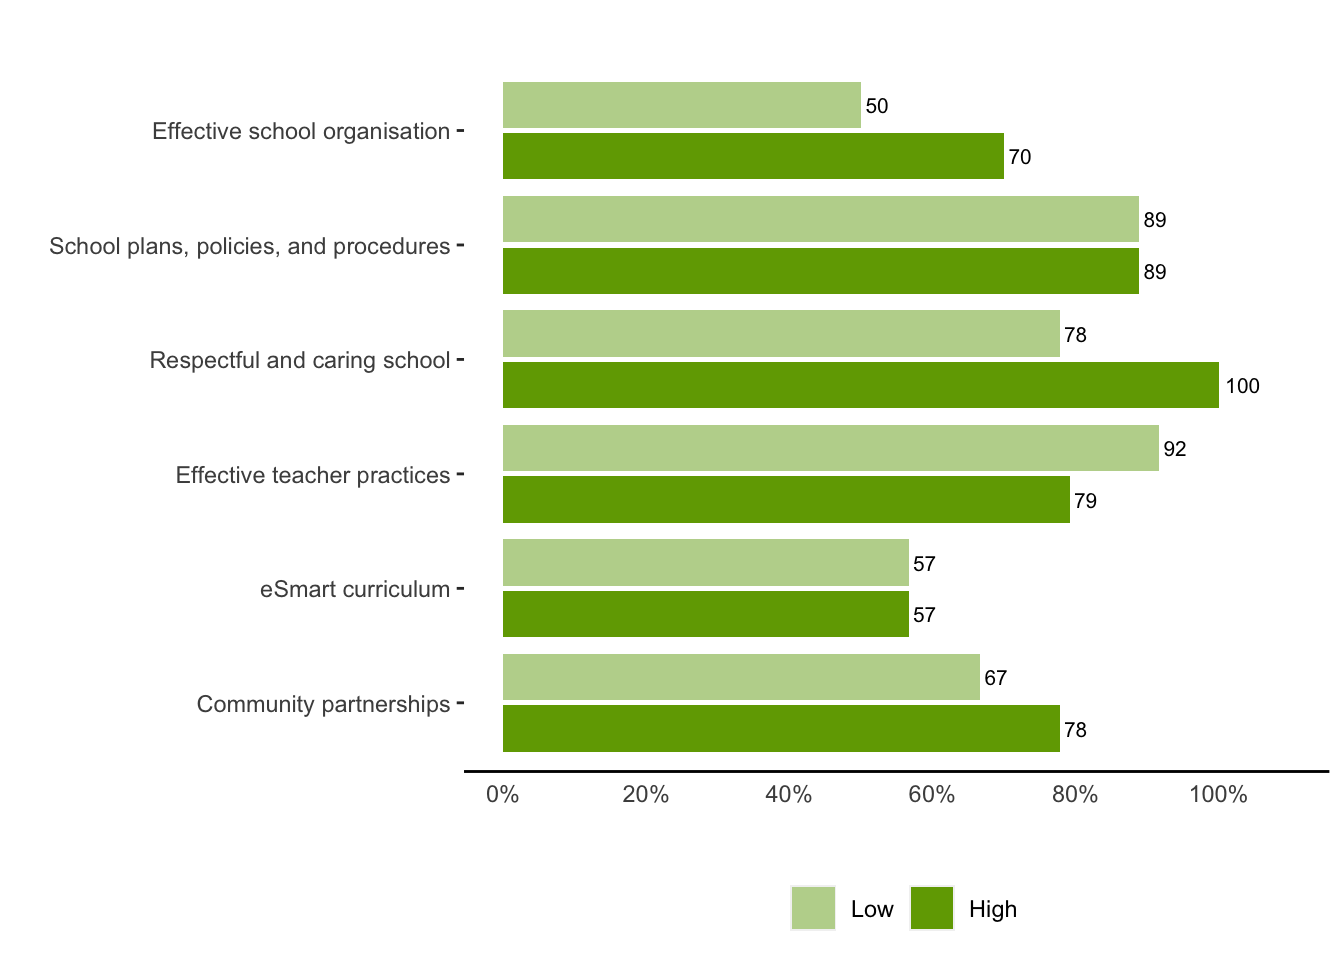 Effective school organisation
50
70
School plans, policies, and procedures
89
89
Respectful and caring school
78
100
Effective teacher practices
92
79
eSmart curriculum
57
57
Community partnerships
67
78
0% 20% 40% 60% 80% 100%
Low High